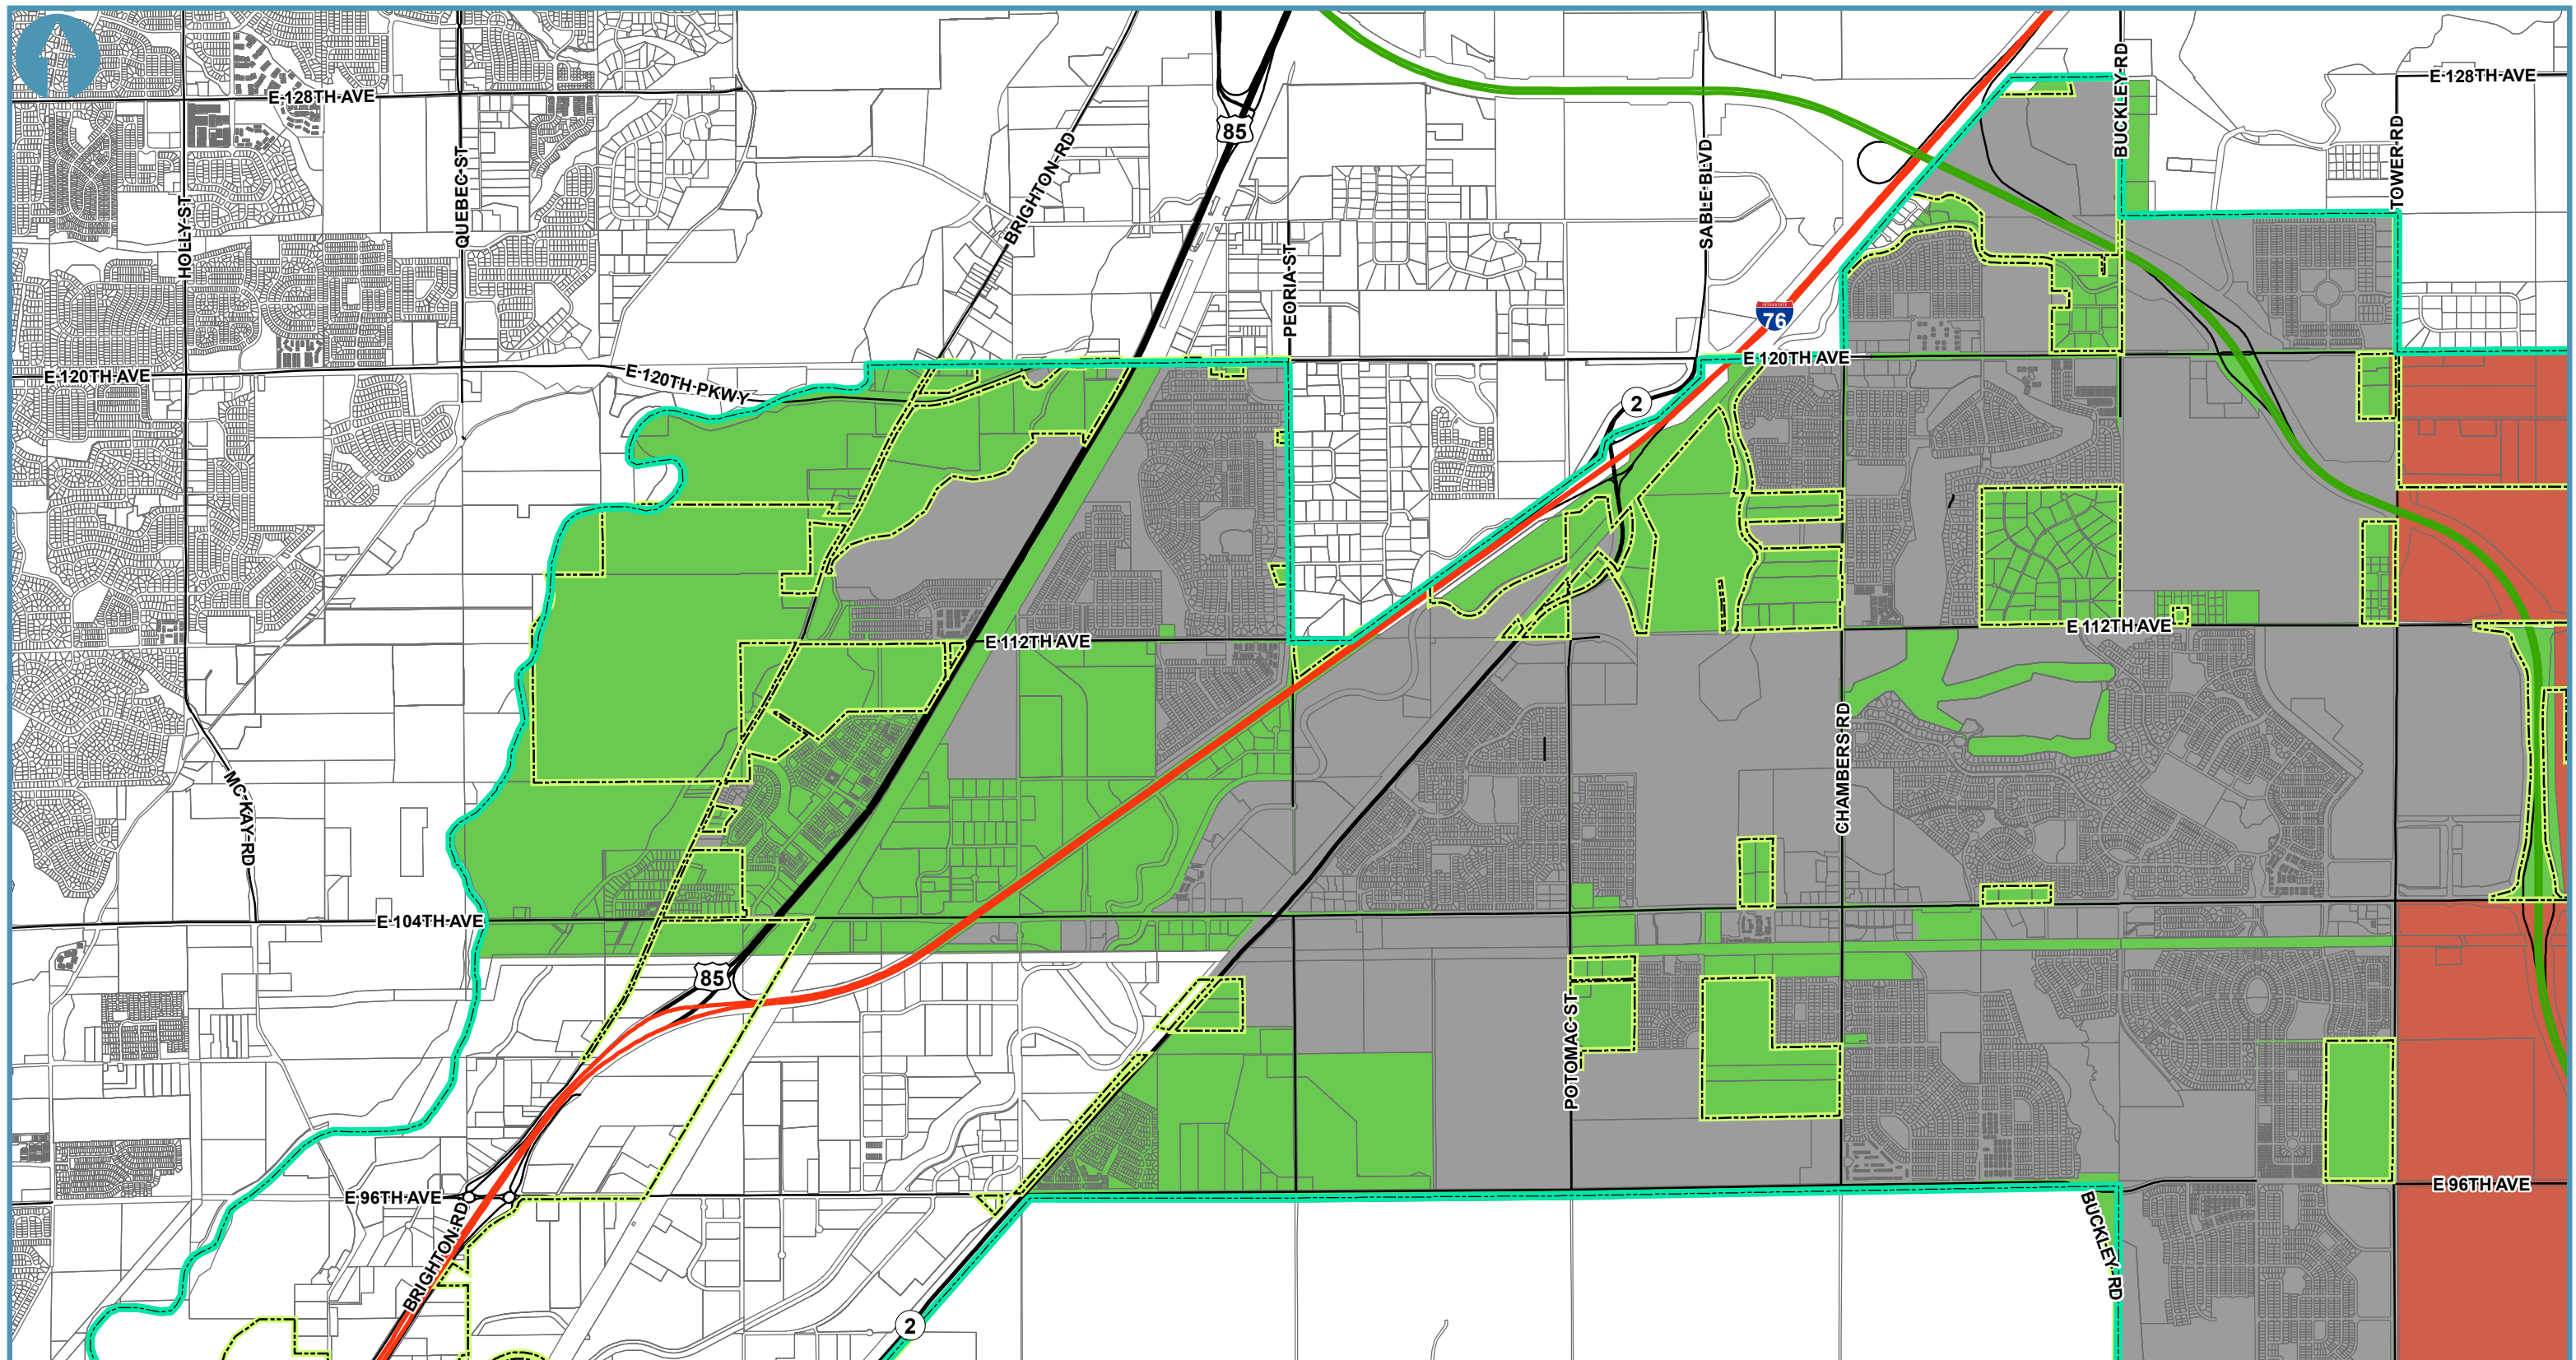 E 128TH AVE
E 128TH AVE
BUCKLEY RD
TOWER RD
85
BRIGHTON RD
SABLE BLVD
HOLLY ST
QUEBEC ST
PEORIA ST
INTERSTATE
76
E 120TH AVE
E 120TH AVE
E 120TH PKWY
2
E 112TH AVE
E 112TH AVE
MC KAY RD
CHAMBERS RD
E 104TH AVE
85
POTOMAC ST
E 96TH AVE
E 96TH AVE
BRIGHTON RD
BUCKLEY RD
2